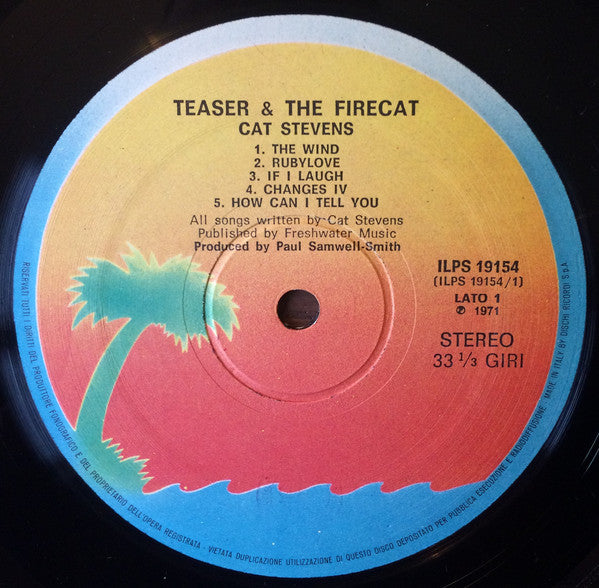 TEASER & THE FIRECAT
CAT STEVENS
1. THE WIND
2. RUBYLOVE
3. IF I LAUGH
4. CHANGES IV
5. HOW CAN I TELL YOU
All songs written by Cat Stevens
Published by Freshwater Music
Produced by Paul Samwell-Smith
ILPS 19154
(ILPS 19154/1)
LATO 1
℗ 1971
STEREO
33 1/3 GIRI
RISERVATI TUTTI I DIRITTI DEL PRODUTTORE FONOGRAFICO E DEL PROPRIETARIO DELL'OPERA REGISTRATA - VIETATA DUPLICAZIONE UTILIZZAZIONE DI QUESTO DISCO DEPOSITATO PER PUBBLICA ESECUZIONE E RADIODIFFUSIONE. MADE IN ITALY BY DISCHI RICORDI S.p.A.